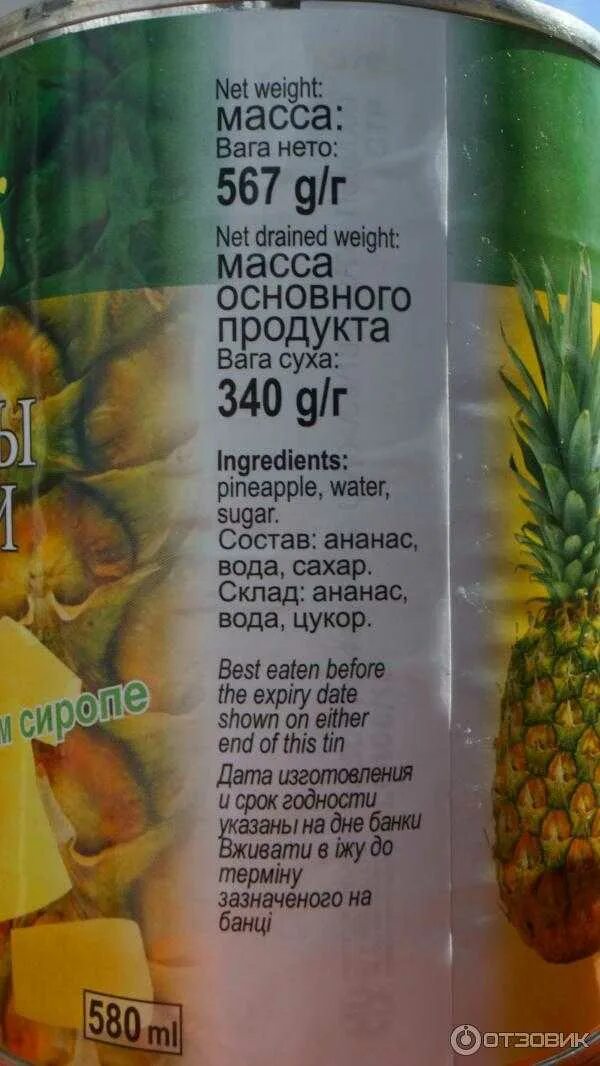 Net weight:
масса:
Вага нето:
567 g/г
Net drained weight:
масса
основного
продукта
Вага суха:
340 g/г
Ingredients:
pineapple, water,
sugar.
Состав: ананас,
вода, сахар.
Склад: ананас,
вода, цукор.
Best eaten before
the expiry date
shown on either
end of this tin
Дата изготовления
и срок годности
указаны на дне банки
Вживати в їжу до
терміну
зазначеного на
банці
Ы
И
м сиропе
580 ml
ОТЗОВИК